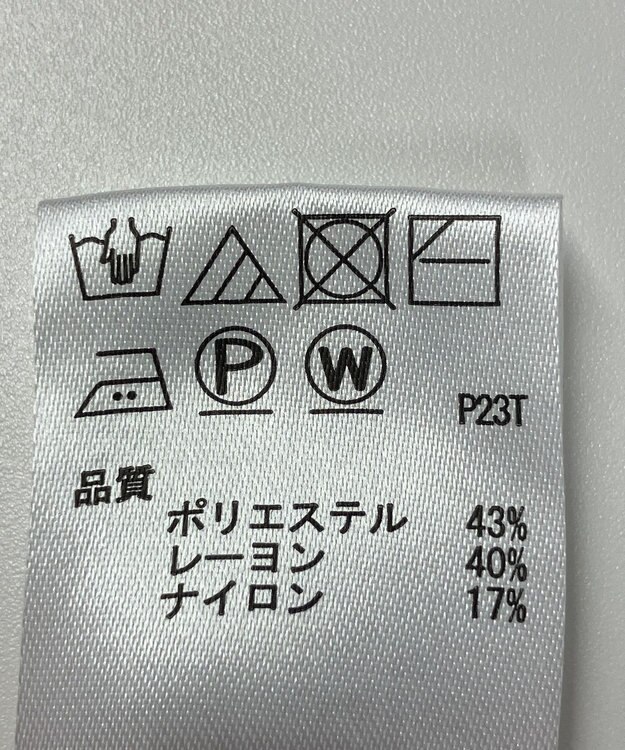 P W
P23T
品質
ポリエステル 43%
レーヨン 40%
ナイロン 17%